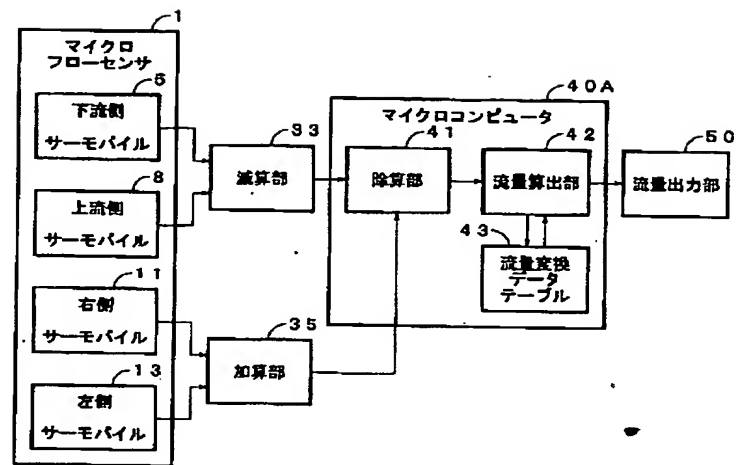 1
マイクロ
フローセンサ
5
下流側
サーモパイル
8
上流側
サーモパイル
11
右側
サーモパイル
13
左側
サーモパイル
33
減算部
35
加算部
40A
マイクロコンピュータ
41
除算部
42
流量算出部
43
流量変換
データ
テーブル
50
流量出力部